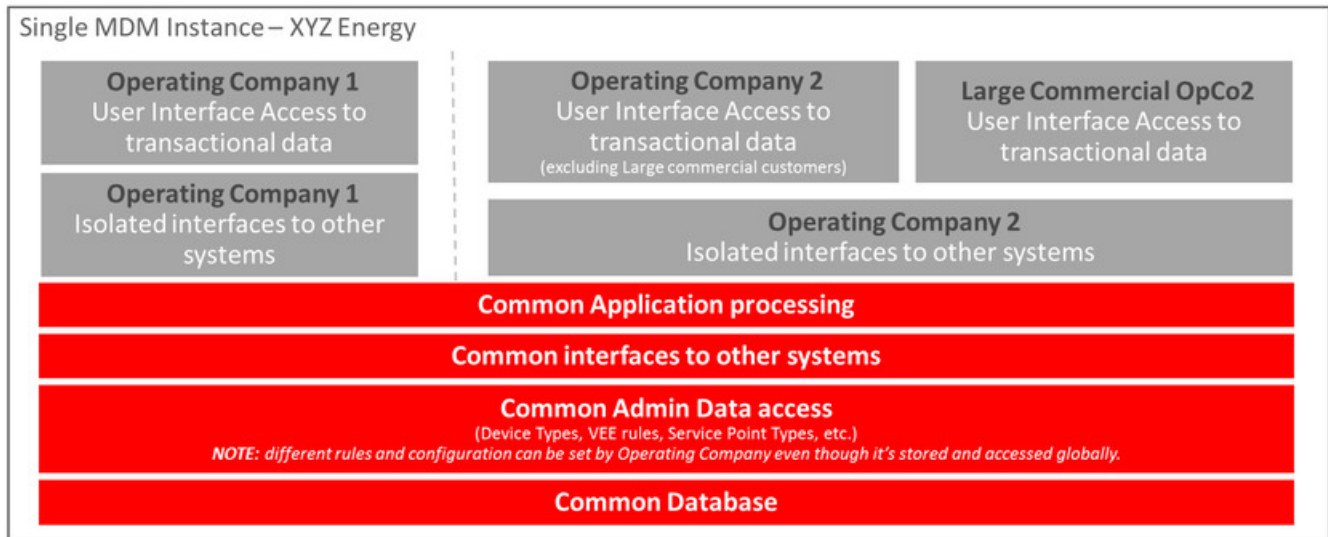 Single MDM Instance – XYZ Energy
Operating Company 1
User Interface Access to
transactional data
Operating Company 1
Isolated interfaces to other
systems
Operating Company 2
User Interface Access to
transactional data
(excluding Large commercial customers)
Large Commercial OpCo2
User Interface Access to
transactional data
Operating Company 2
Isolated interfaces to other systems
Common Application processing
Common interfaces to other systems
Common Admin Data access
(Device Types, VEE rules, Service Point Types, etc.)
NOTE: different rules and configuration can be set by Operating Company even though it's stored and accessed globally.
Common Database